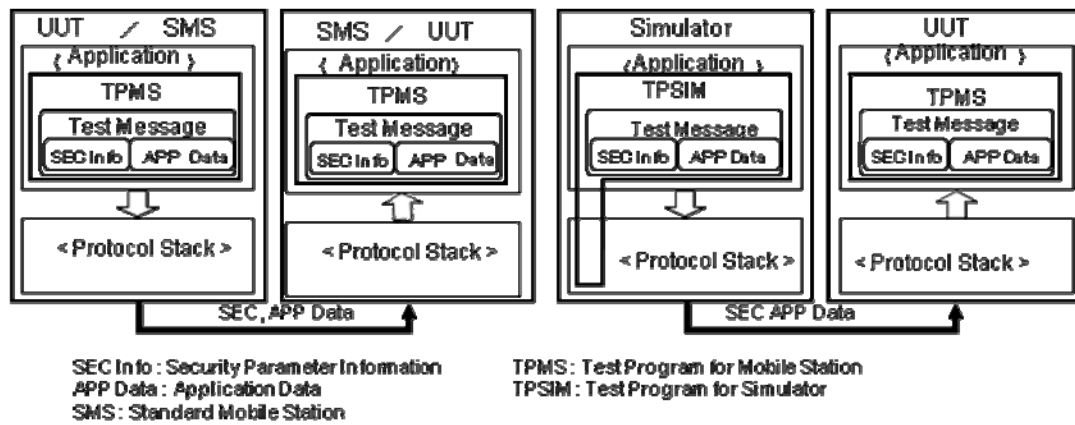 UUT / SMS
{ Application }
TPMS
Test Message
SEC Info APP Data
< Protocol Stack >
SMS / UUT
{ Application}
TPMS
Test Message
SEC Info APP Data
< Protocol Stack >
SEC, APP Data
Simulator
{Application }
TPSIM
Test Message
SEC Info APP Data
< Protocol Stack >
UUT
{Application }
TPMS
Test Message
SEC Info APP Data
< Protocol Stack >
SEC APP Data
SEC Info : Security Parameter Information
APP Data : Application Data
SMS : Standard Mobile Station
TPMS : Test Program for Mobile Station
TPSIM : Test Program for Simulator